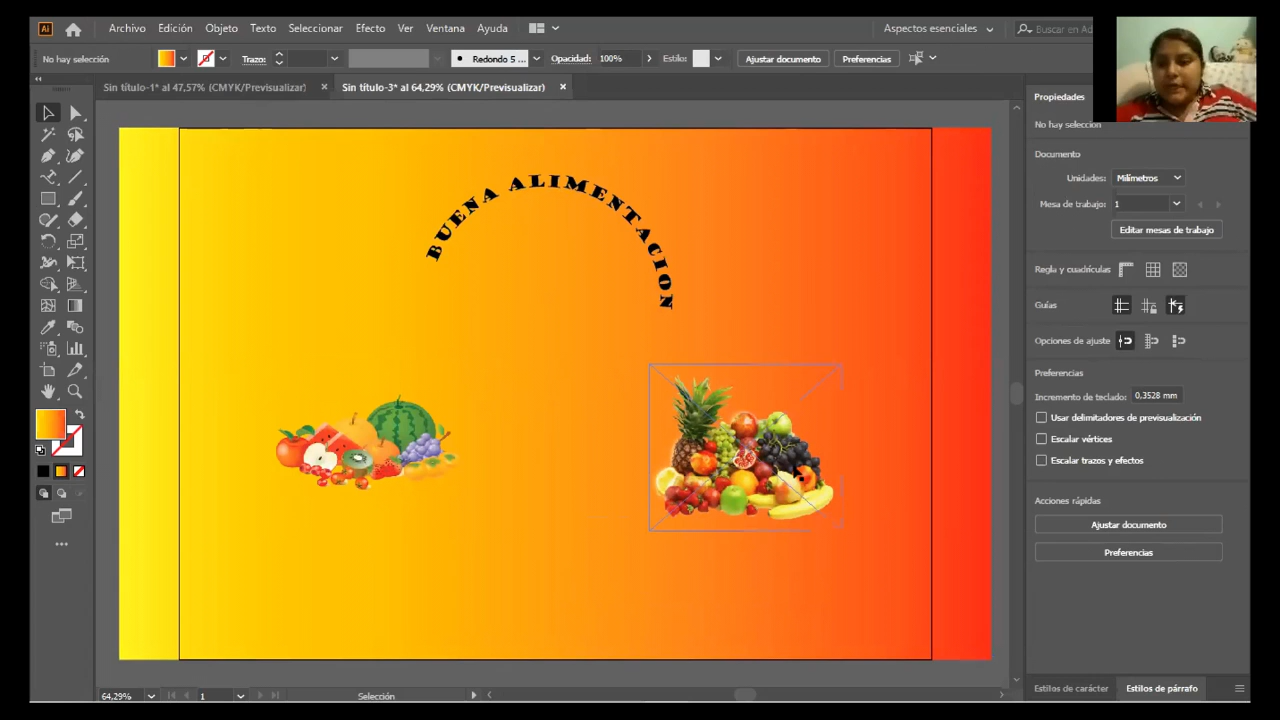 Ai Archivo Edición Objeto Texto Seleccionar Efecto Ver Ventana Ayuda Aspectos esenciales Buscar en Ad
No hay selección Trazo: Redondo 5 ... Opacidad: 100% Estilo: Ajustar documento Preferencias
Sin título-1* al 47,57% (CMYK/Previsualizar) Sin título-3* al 64,29% (CMYK/Previsualizar)
BUENA ALIMENTACION
Propiedades
No hay selección
Documento
Unidades: Milímetros
Mesa de trabajo: 1
Editar mesas de trabajo
Regla y cuadrículas
Guías
Opciones de ajuste
Preferencias
Incremento de teclado: 0,3528 mm
Usar delimitadores de previsualización
Escalar vértices
Escalar trazos y efectos
Acciones rápidas
Ajustar documento
Preferencias
Estilos de carácter Estilos de párrafo
64,29% 1 Selección